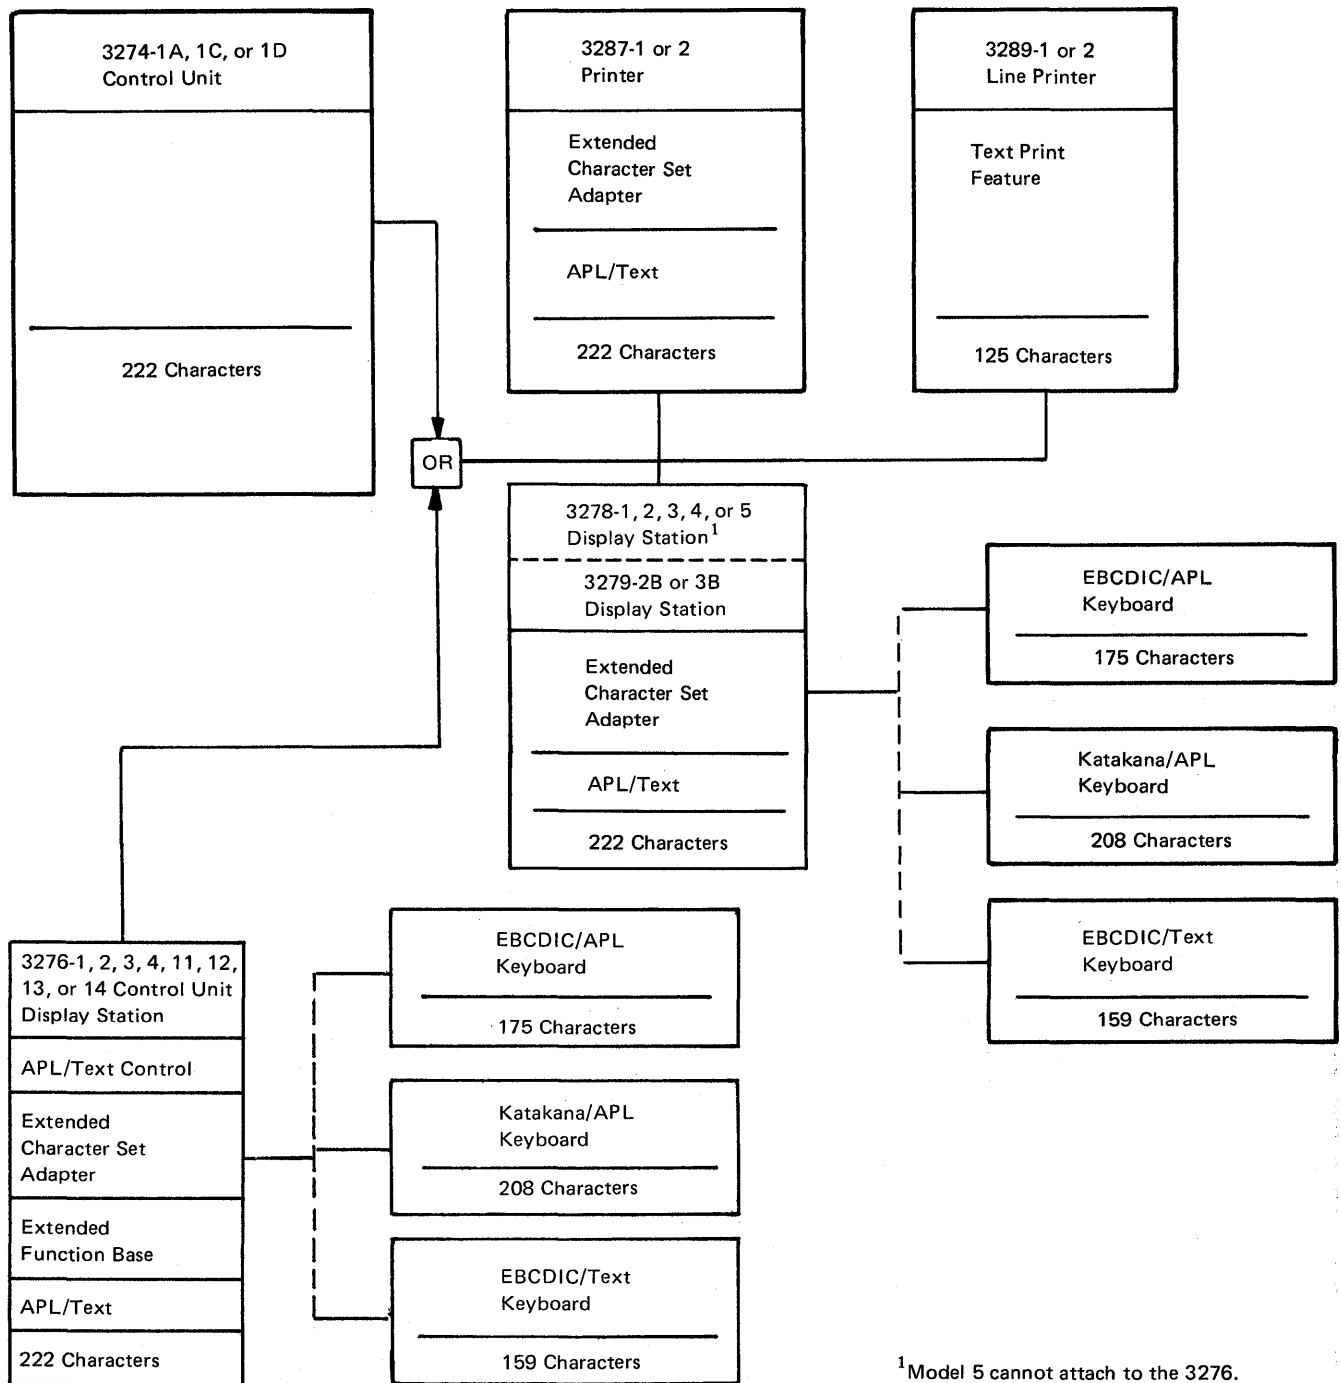 3274-1A, 1C, or 1D
Control Unit
222 Characters
3287-1 or 2
Printer
Extended
Character Set
Adapter
APL/Text
222 Characters
3289-1 or 2
Line Printer
Text Print
Feature
125 Characters
OR
3278-1, 2, 3, 4, or 5
Display Station¹
3279-2B or 3B
Display Station
Extended
Character Set
Adapter
APL/Text
222 Characters
EBCDIC/APL
Keyboard
175 Characters
Katakana/APL
Keyboard
208 Characters
EBCDIC/Text
Keyboard
159 Characters
3276-1, 2, 3, 4, 11, 12,
13, or 14 Control Unit
Display Station
APL/Text Control
Extended
Character Set
Adapter
Extended
Function Base
APL/Text
222 Characters
EBCDIC/APL
Keyboard
175 Characters
Katakana/APL
Keyboard
208 Characters
EBCDIC/Text
Keyboard
159 Characters
¹Model 5 cannot attach to the 3276.